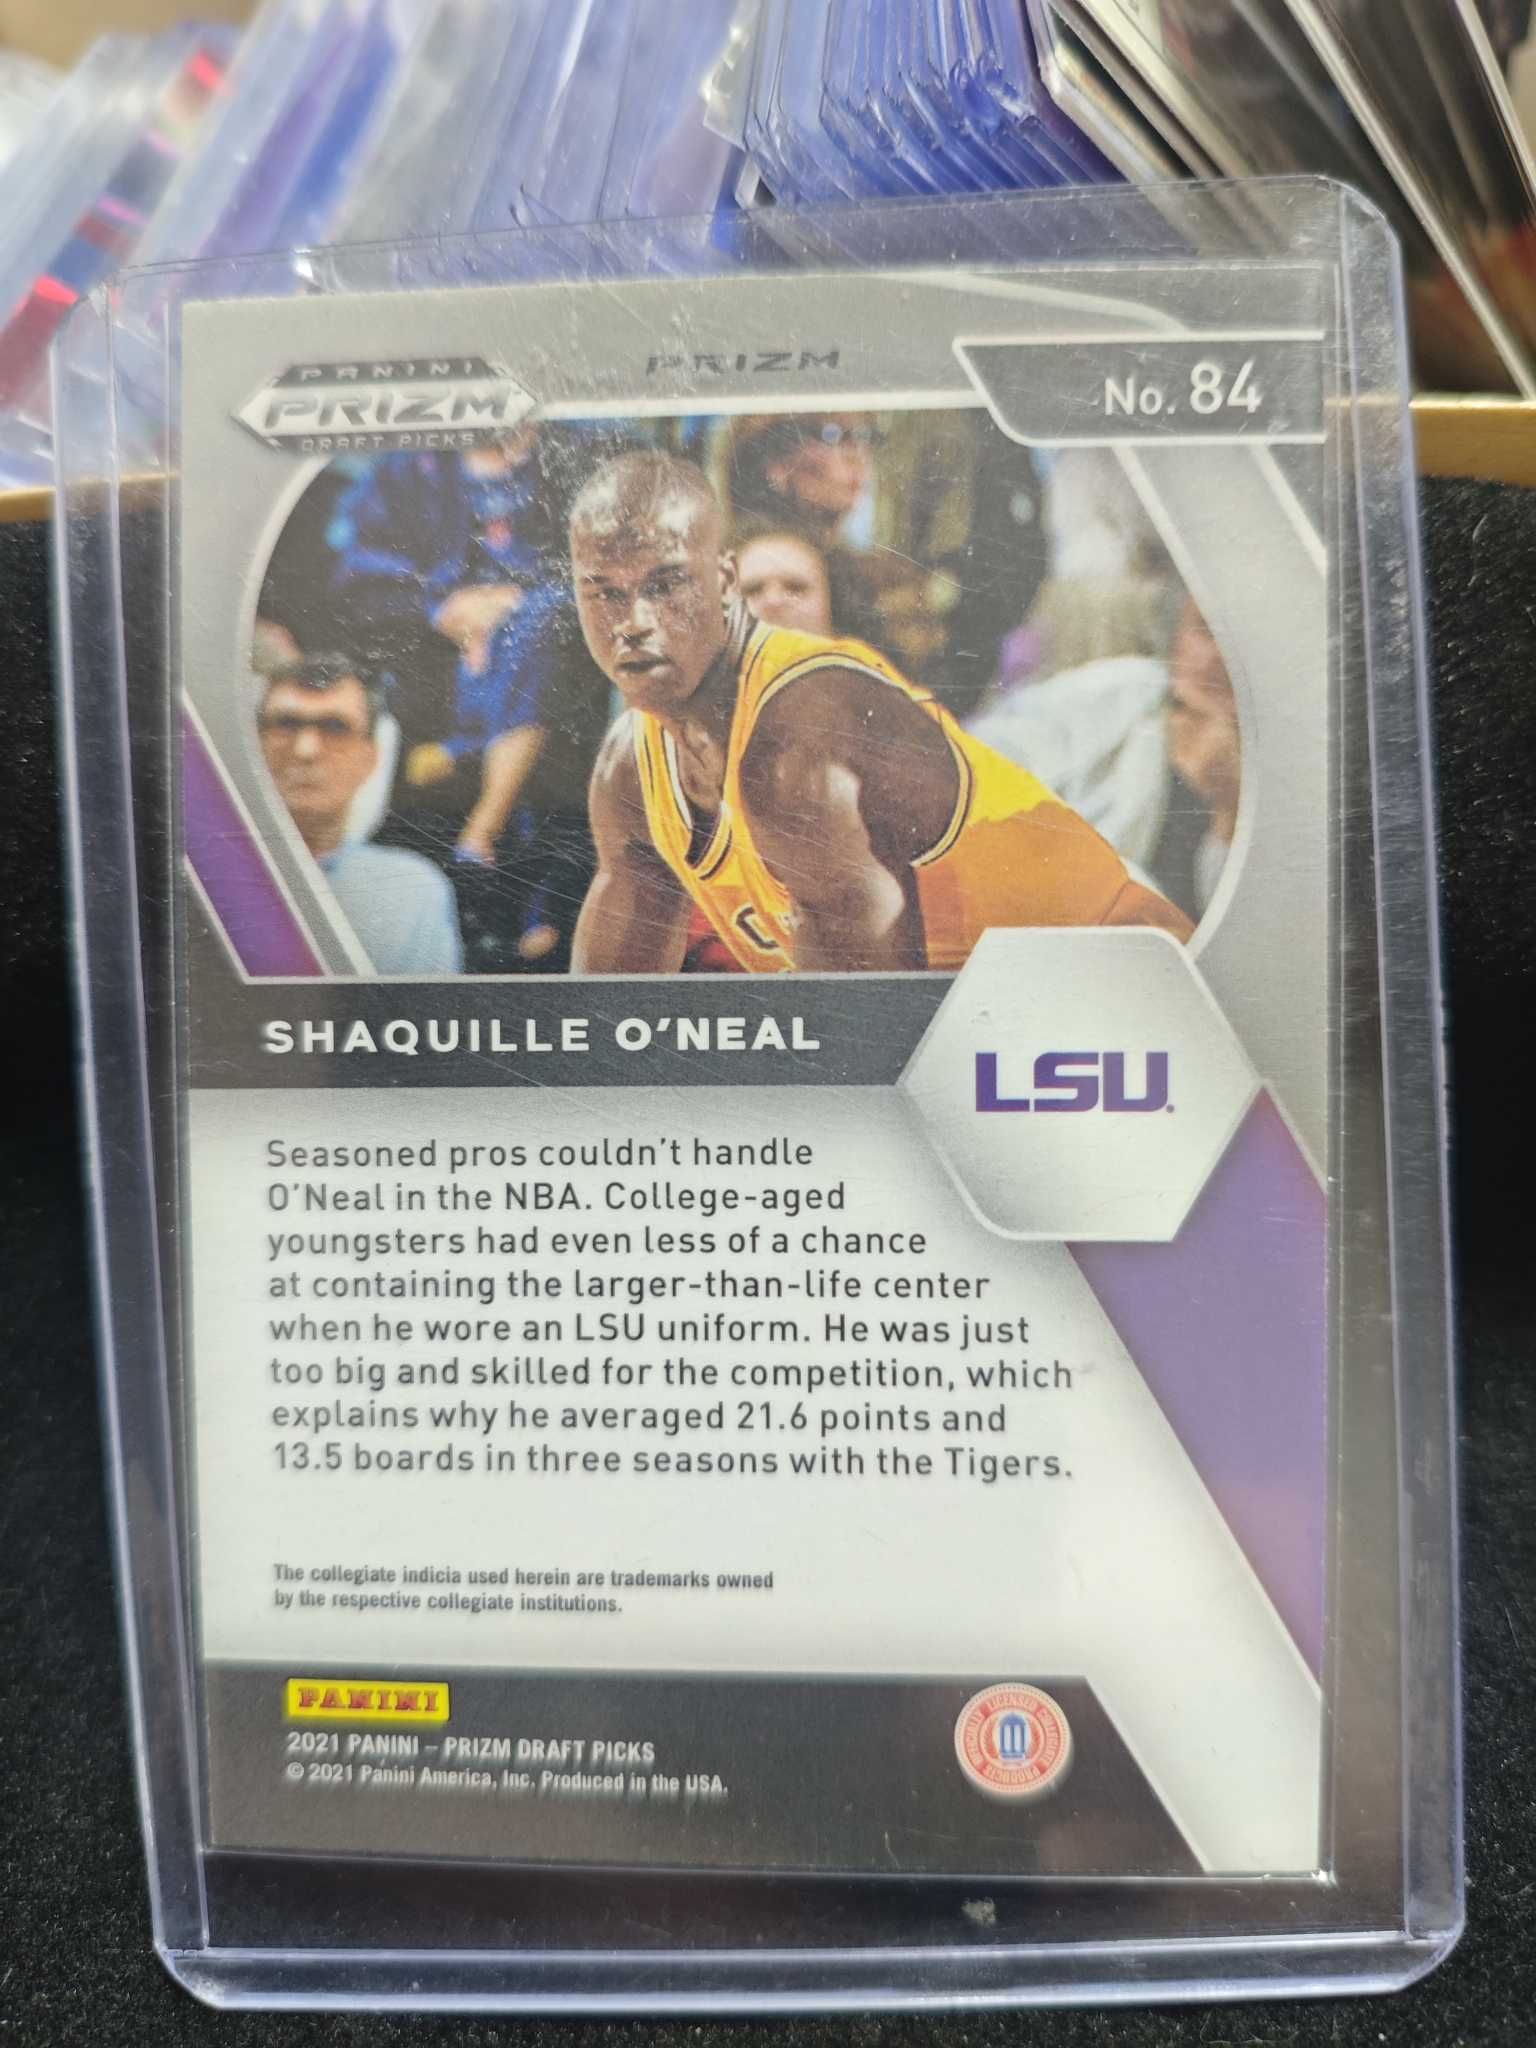 PANINI
PRIZM
DRAFT PICKS
PRIZM
No. 84
SHAQUILLE O'NEAL
LSU.
Seasoned pros couldn't handle
O'Neal in the NBA. College-aged
youngsters had even less of a chance
at containing the larger-than-life center
when he wore an LSU uniform. He was just
too big and skilled for the competition, which
explains why he averaged 21.6 points and
13.5 boards in three seasons with the Tigers.
The collegiate indicia used herein are trademarks owned
by the respective collegiate institutions.
PANINI
2021 PANINI – PRIZM DRAFT PICKS
© 2021 Panini America, Inc. Produced in the USA.
OFFICIALLY LICENSED COLLEGIATE PRODUCTS